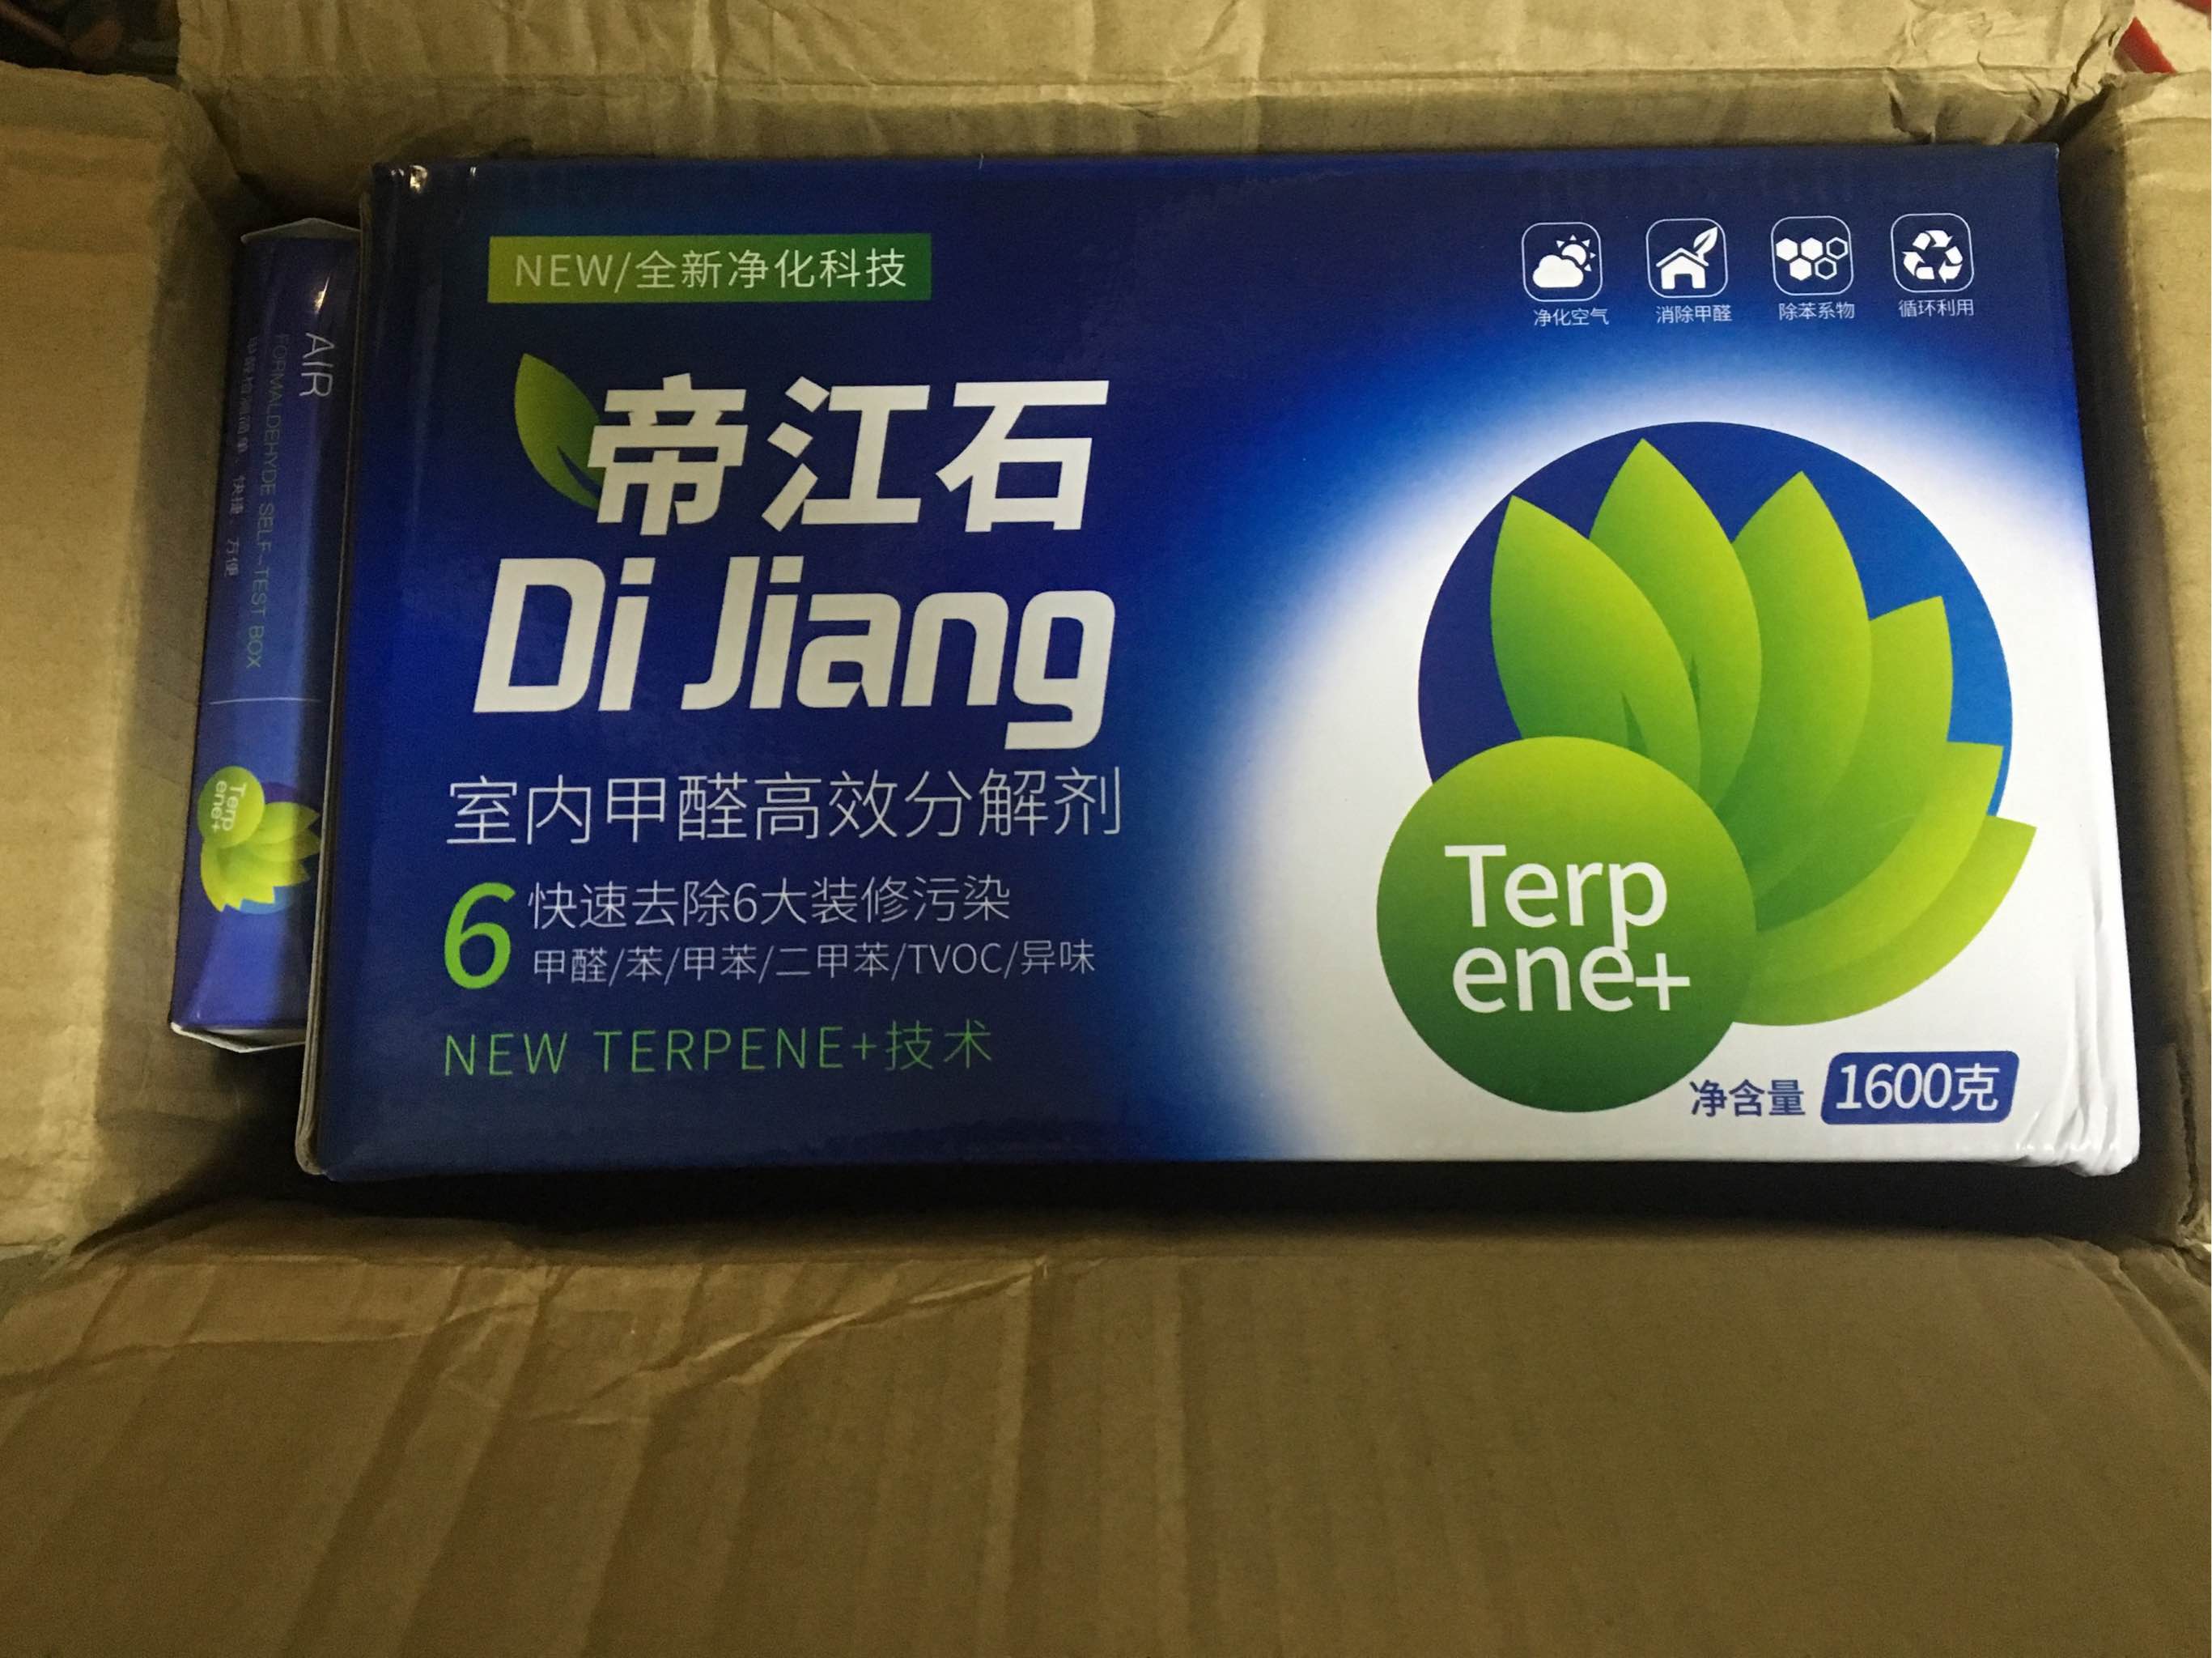 NEW/全新净化科技
净化空气
消除甲醛
除苯系物
循环利用
帝江石
Di Jiang
室内甲醛高效分解剂
6 快速去除6大装修污染
甲醛/苯/甲苯/二甲苯/TVOC/异味
NEW TERPENE+技术
Terp
ene+
净含量 1600克
AIR
FORMALDEHYDE SELF-TEST BOX
快捷、方便
Terp
ene+